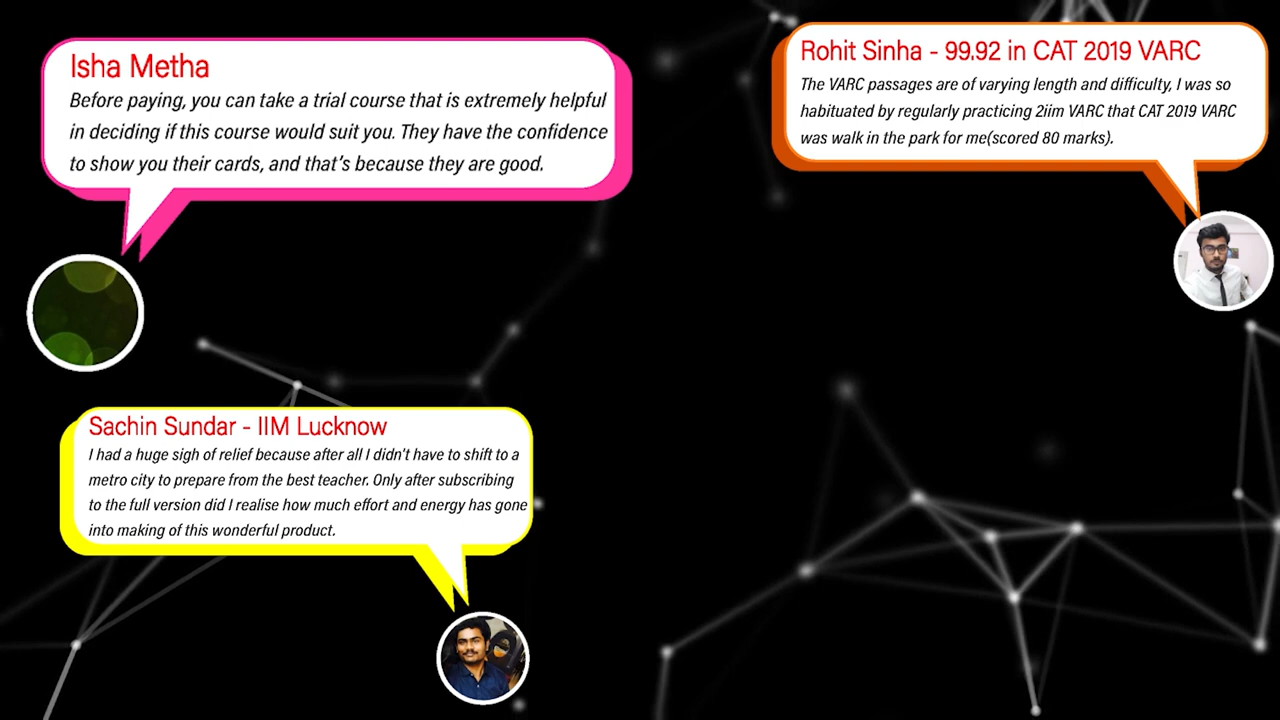 Isha Metha
Before paying, you can take a trial course that is extremely helpful
in deciding if this course would suit you. They have the confidence
to show you their cards, and that's because they are good.
Rohit Sinha - 99.92 in CAT 2019 VARC
The VARC passages are of varying length and difficulty, I was so
habituated by regularly practicing 2iim VARC that CAT 2019 VARC
was walk in the park for me(scored 80 marks).
Sachin Sundar - IIM Lucknow
I had a huge sigh of relief because after all I didn't have to shift to a
metro city to prepare from the best teacher. Only after subscribing
to the full version did I realise how much effort and energy has gone
into making of this wonderful product.